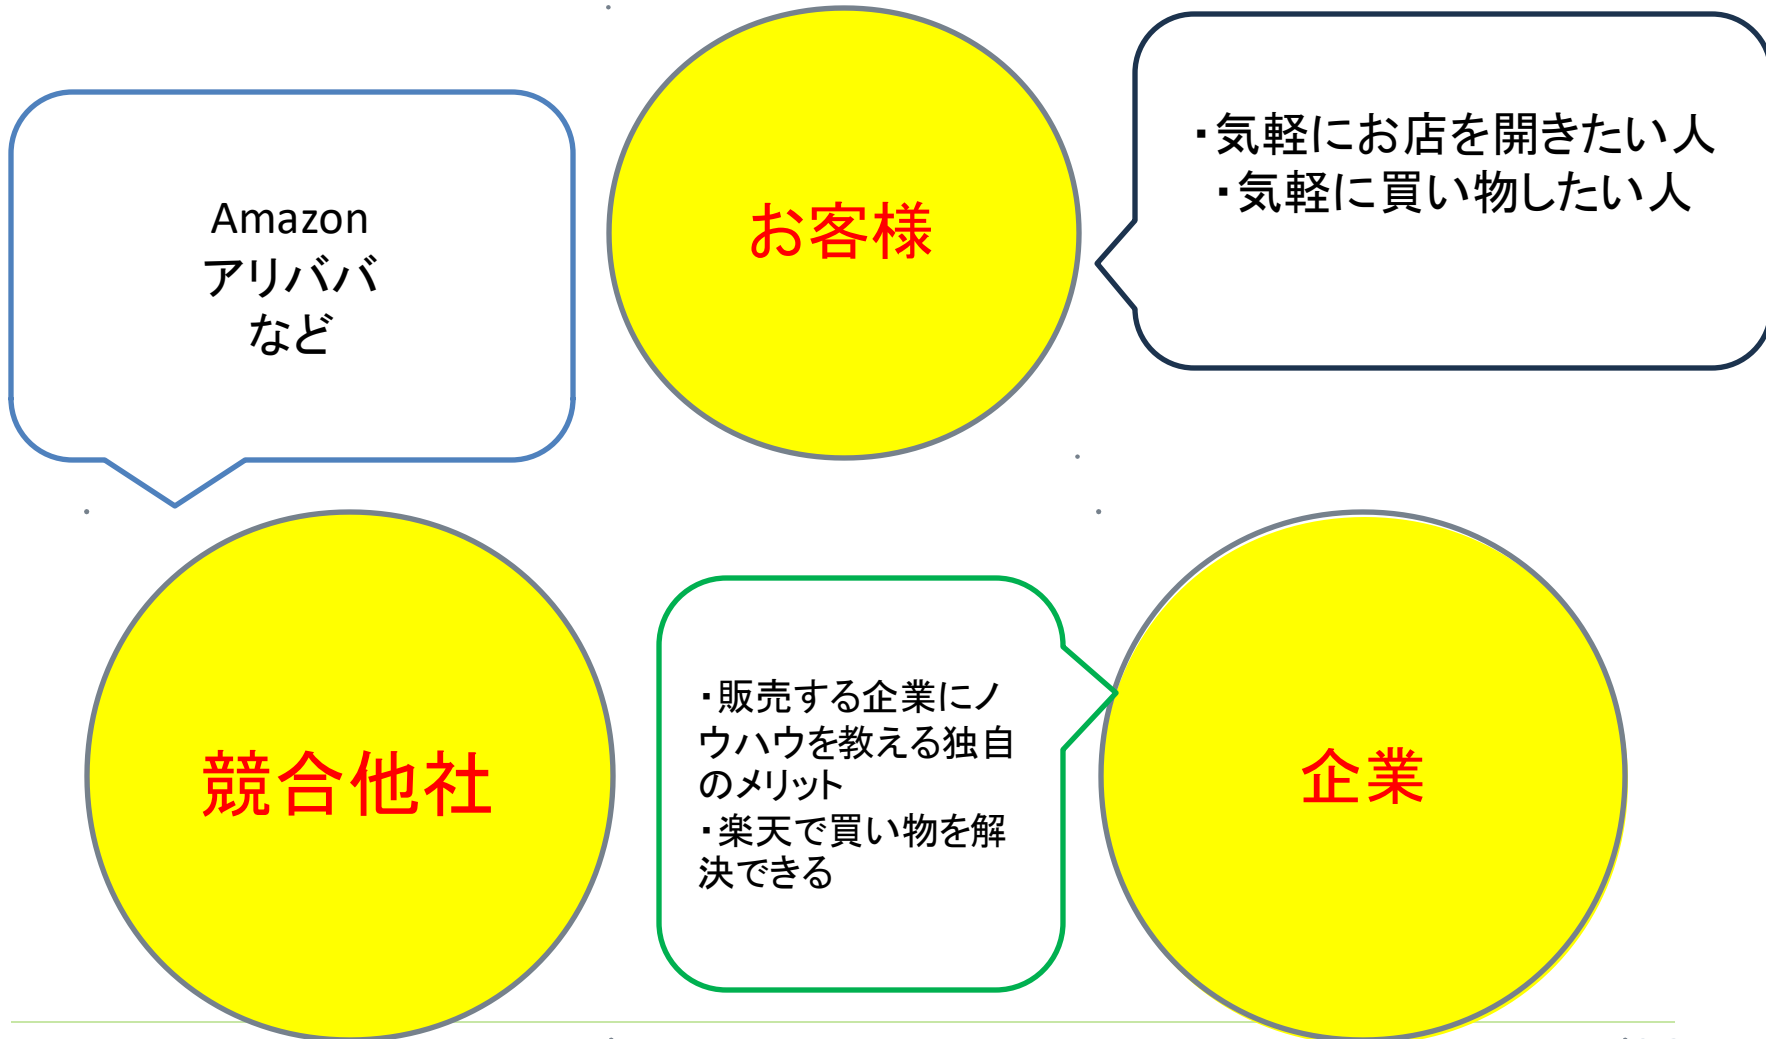 お客様
・気軽にお店を開きたい人
・気軽に買い物したい人
Amazon
アリババ
など
競合他社
・販売する企業にノ
ウハウを教える独自
のメリット
・楽天で買い物を解
決できる
企業